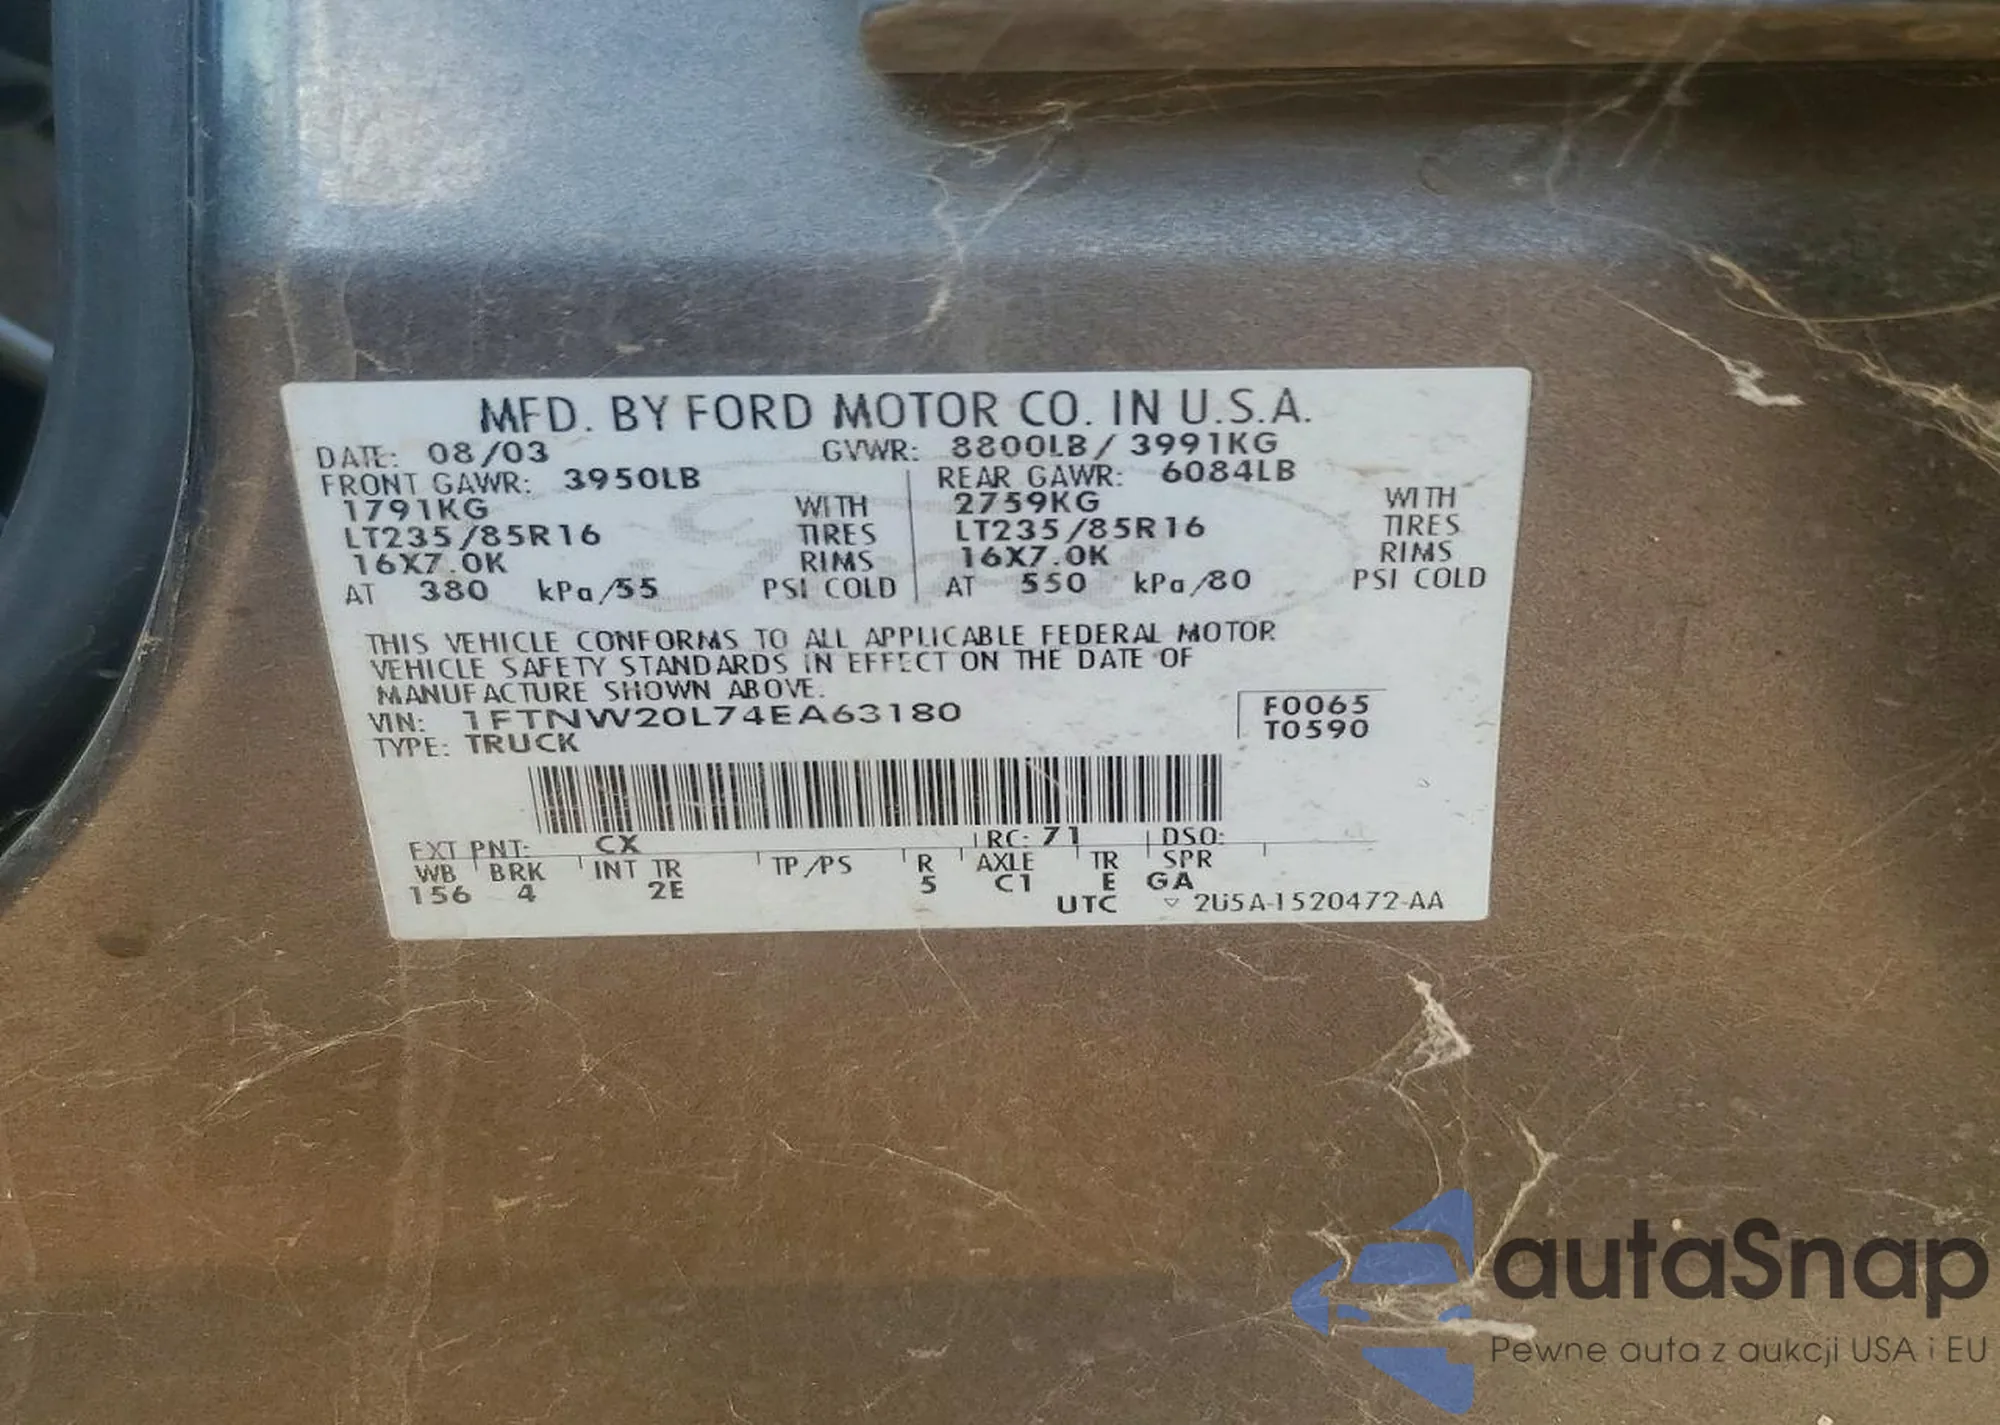 MFD. BY FORD MOTOR CO. IN U.S.A.
DATE: 08/03 GVWR: 8800LB / 3991KG
FRONT GAWR: 3950LB REAR GAWR: 6084LB
1791KG WITH 2759KG WITH
LT235/85R16 TIRES LT235/85R16 TIRES
16X7.0K RIMS 16X7.0K RIMS
AT 380 kPa/55 PSI COLD AT 550 kPa/80 PSI COLD
THIS VEHICLE CONFORMS TO ALL APPLICABLE FEDERAL MOTOR
VEHICLE SAFETY STANDARDS IN EFFECT ON THE DATE OF
MANUFACTURE SHOWN ABOVE.
VIN: 1FTNW20L74EA63180 F0065
TYPE: TRUCK T0590
EXT PNT: CX RC: 71 DSO:
WB BRK INT TR TP/PS R AXLE TR SPR
156 4 2E 5 C1 E GA
UTC ▽ 2U5A-1520472-AA
autaSnap
Pewne auta z aukcji USA i EU